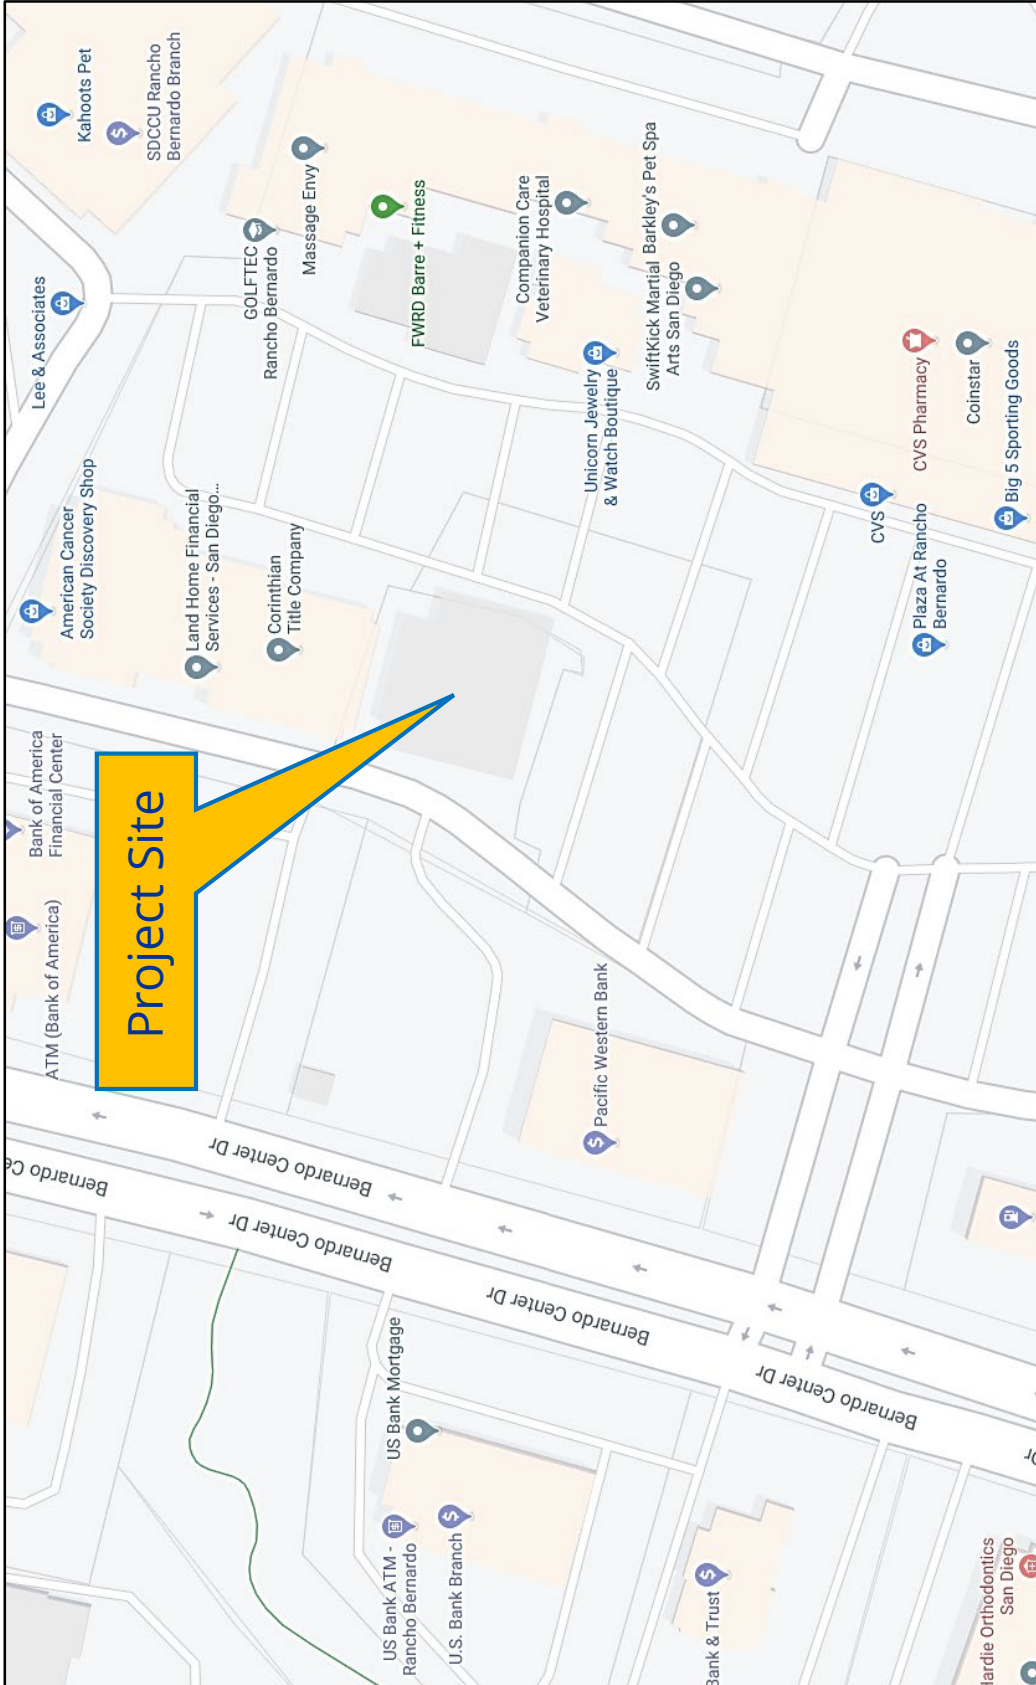 Kahoots Pet
SDCCU Rancho
Bernardo Branch
Lee & Associates
GOLFTEC
Rancho Bernardo
Massage Envy
FWRD Barre + Fitness
Companion Care
Veterinary Hospital
Barkley's Pet Spa
SwiftKick Martial
Arts San Diego
Unicorn Jewelry
& Watch Boutique
CVS Pharmacy
Coinstar
Big 5 Sporting Goods
CVS
Plaza At Rancho
Bernardo
American Cancer
Society Discovery Shop
Land Home Financial
Services - San Diego...
Corinthian
Title Company
Bank of America
Financial Center
ATM (Bank of America)
Project Site
Pacific Western Bank
Bernardo Center Dr
Bernardo Ce
Bernardo Center Dr
Bernardo Center Dr
Bernardo Center Dr
Dr
US Bank Mortgage
US Bank ATM -
Rancho Bernardo
U.S. Bank Branch
Bank & Trust
Hardie Orthodontics
San Diego